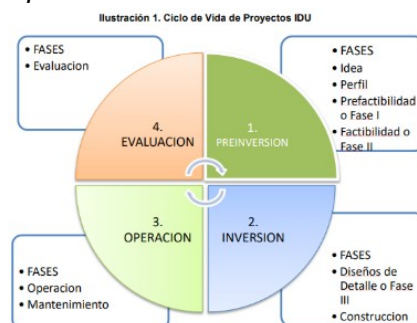 Ilustración 1. Ciclo de Vida de Proyectos IDU
• FASES
• Evaluacion
• FASES
• Idea
• Perfil
• Prefactibilidad
o Fase I
• Factibilidad o
Fase II
4.
EVALUACION
1.
PREINVERSION
3.
OPERACION
2.
INVERSION
• FASES
• Operacion
• Mantenimiento
• FASES
• Diseños de
Detalle o Fase
III
• Construccion